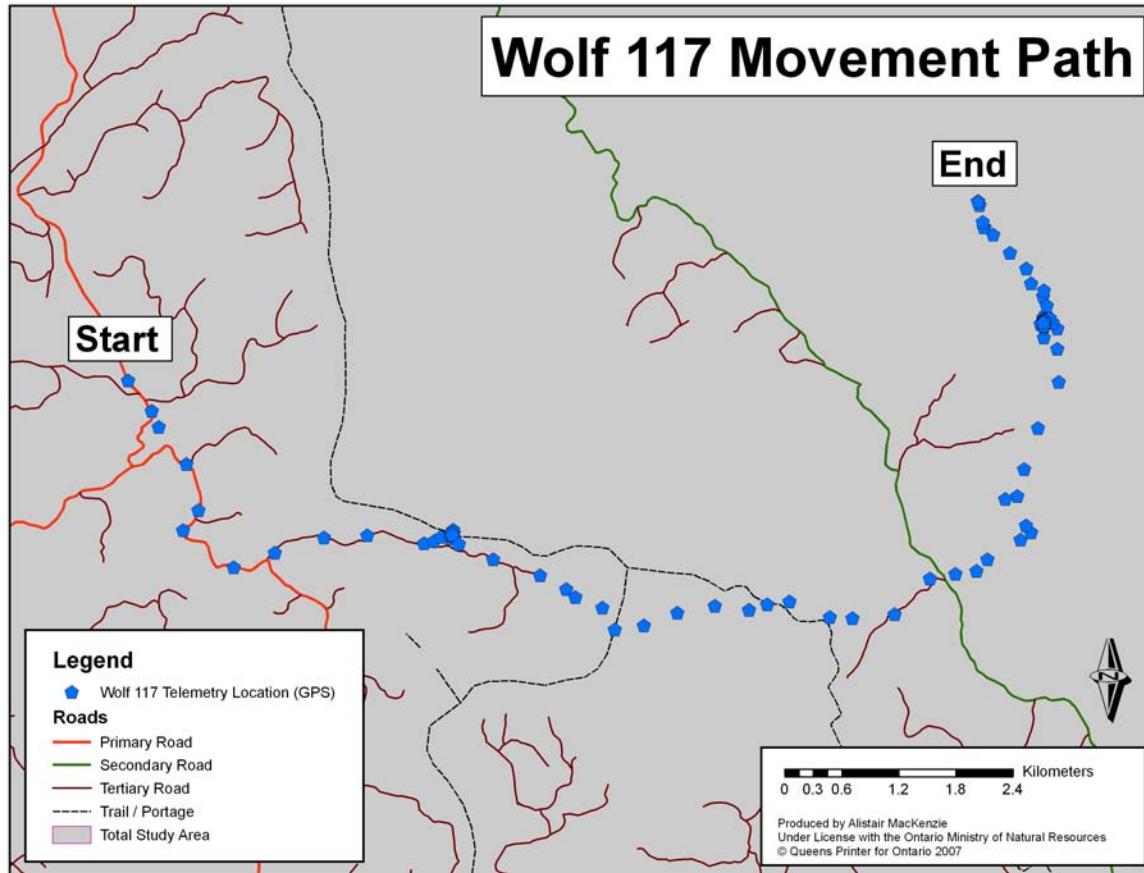 Wolf 117 Movement Path
End
Start
Legend
Wolf 117 Telemetry Location (GPS)
Roads
Primary Road
Secondary Road
Tertiary Road
Trail / Portage
Total Study Area
N
Kilometers
0 0.3 0.6 1.2 1.8 2.4
Produced by Alistair MacKenzie
Under License with the Ontario Ministry of Natural Resources
© Queens Printer for Ontario 2007